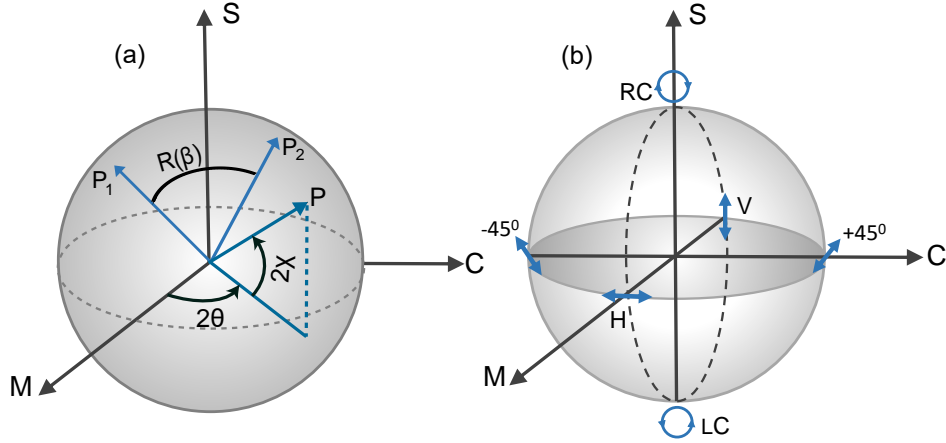 (a)
S
P₁
R(β)
P₂
P
2χ
2θ
C
M
(b)
S
RC
V
-45⁰
+45⁰
C
H
M
LC